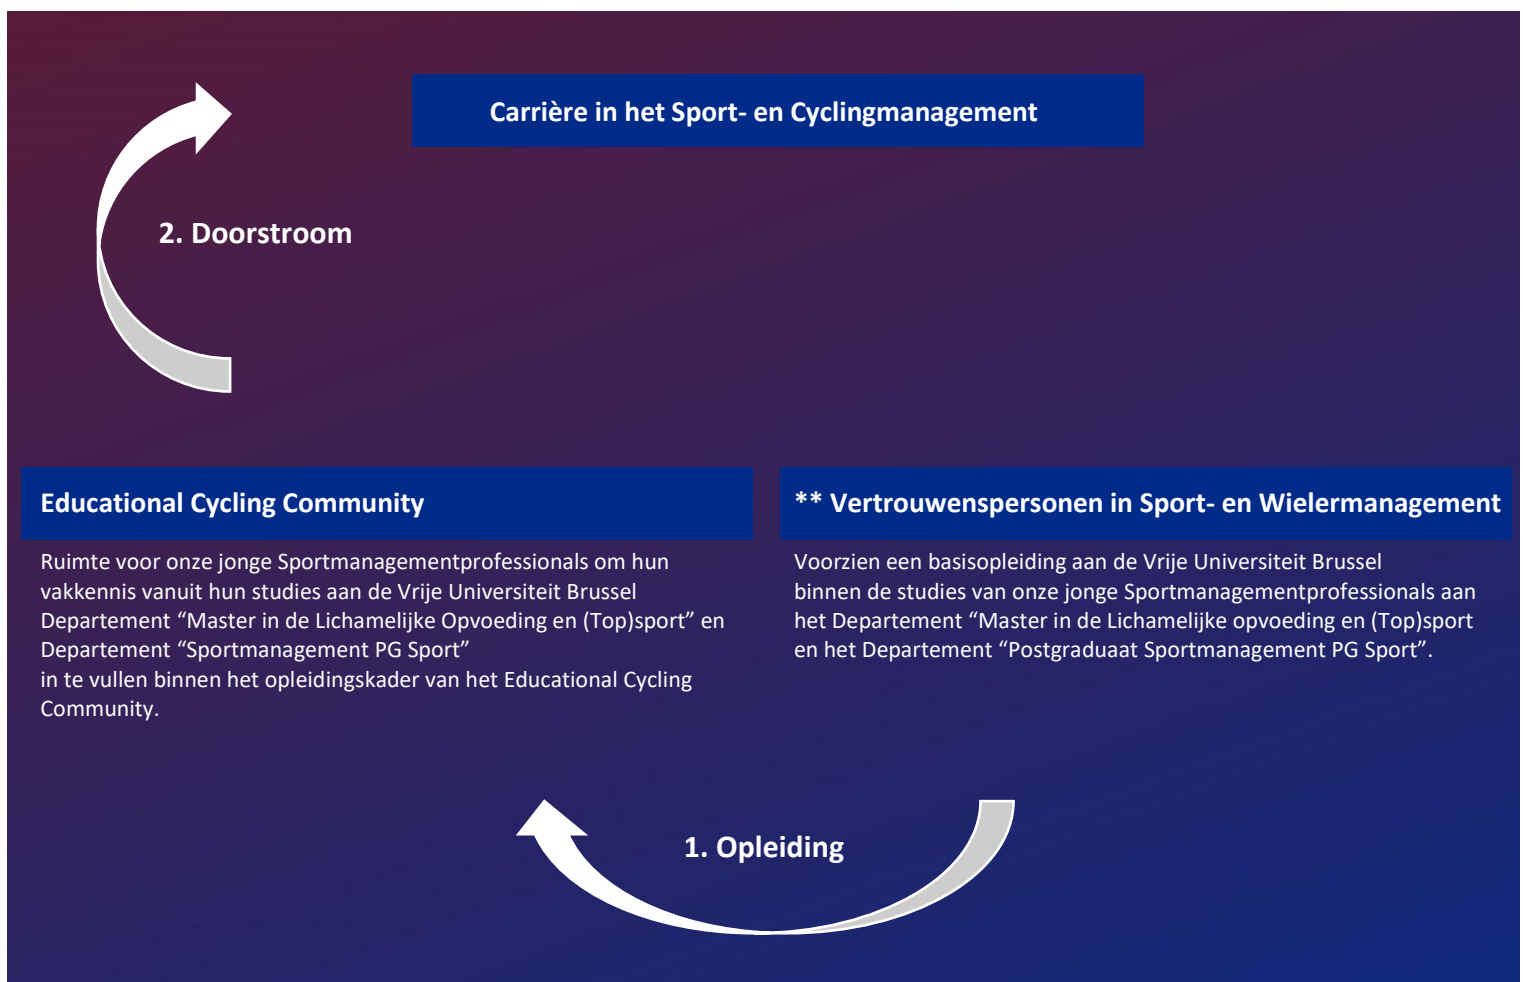 Carrière in het Sport- en Cyclingmanagement
2. Doorstroom
Educational Cycling Community
Ruimte voor onze jonge Sportmanagementprofessionals om hun
vakkennis vanuit hun studies aan de Vrije Universiteit Brussel
Departement “Master in de Lichamelijke Opvoeding en (Top)sport” en
Departement “Sportmanagement PG Sport”
in te vullen binnen het opleidingskader van het Educational Cycling
Community.
** Vertrouwenspersonen in Sport- en Wielermanagement
Voorzien een basisopleiding aan de Vrije Universiteit Brussel
binnen de studies van onze jonge Sportmanagementprofessionals aan
het Departement “Master in de Lichamelijke opvoeding en (Top)sport
en het Departement “Postgraduaat Sportmanagement PG Sport”.
1. Opleiding